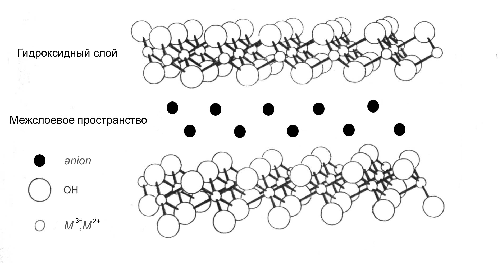 Гидроксидный слой
Межслоевое пространство
anion
OH
M³⁺,M²⁺